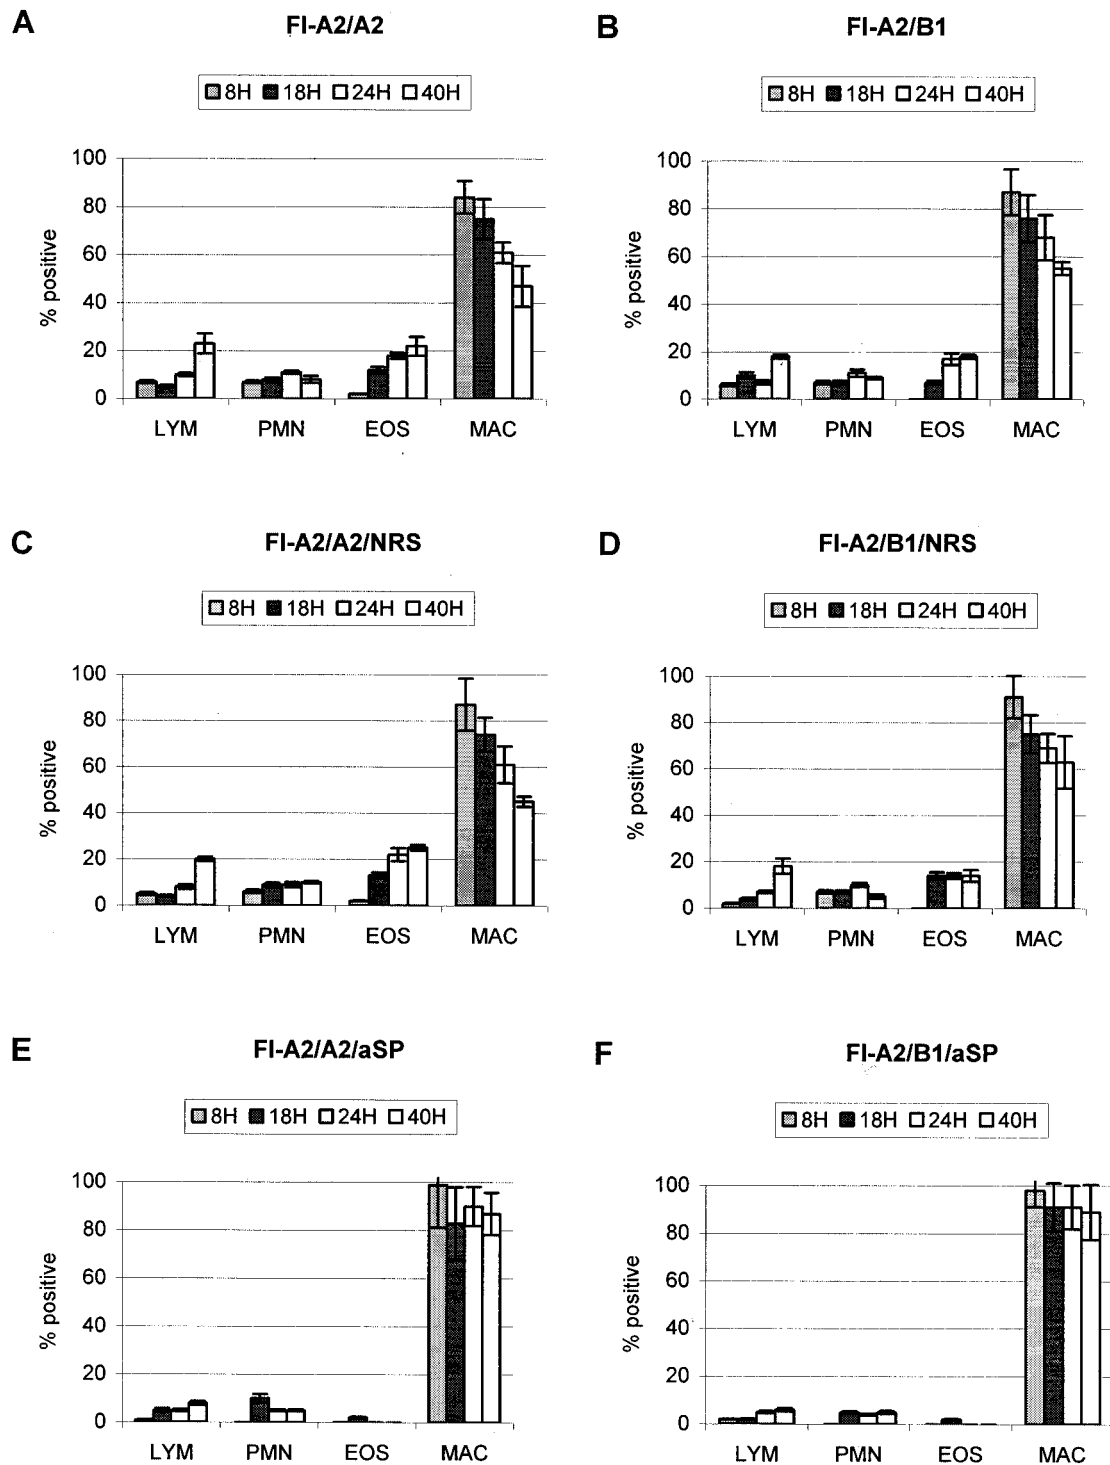 A
FI-A2/A2
8H 18H 24H 40H
100
80
60
40
20
0
% positive
LYM PMN EOS MAC
B
FI-A2/B1
8H 18H 24H 40H
100
80
60
40
20
0
% positive
LYM PMN EOS MAC
C
FI-A2/A2/NRS
8H 18H 24H 40H
100
80
60
40
20
0
% positive
LYM PMN EOS MAC
D
FI-A2/B1/NRS
8H 18H 24H 40H
100
80
60
40
20
0
% positive
LYM PMN EOS MAC
E
FI-A2/A2/aSP
8H 18H 24H 40H
100
80
60
40
20
0
% positive
LYM PMN EOS MAC
F
FI-A2/B1/aSP
8H 18H 24H 40H
100
80
60
40
20
0
% positive
LYM PMN EOS MAC